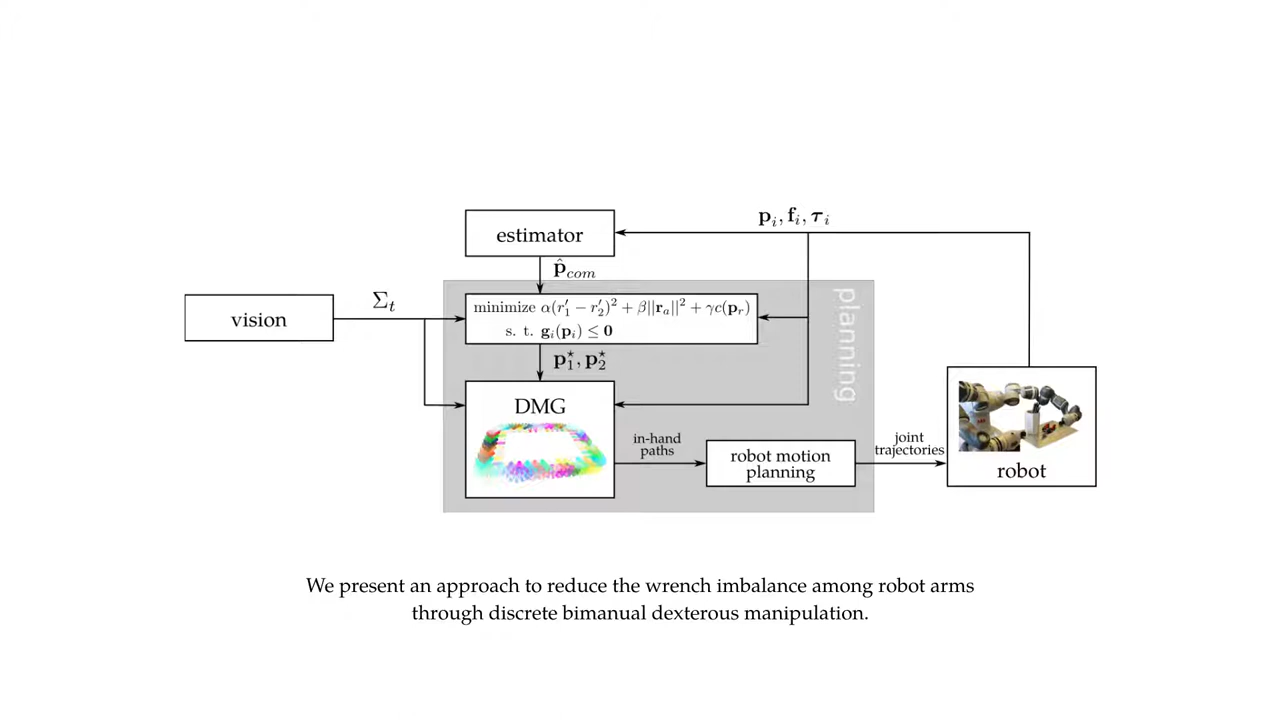 p_i, f_i, τ_i
estimator
p̂_com
Σ_t
vision
minimize α(r′_1 − r′_2)² + β||r_a||² + γc(p_r)
s. t. g_i(p_i) ≤ 0
planning
p*_1, p*_2
DMG
in-hand
paths
robot motion
planning
joint
trajectories
robot
We present an approach to reduce the wrench imbalance among robot arms
through discrete bimanual dexterous manipulation.